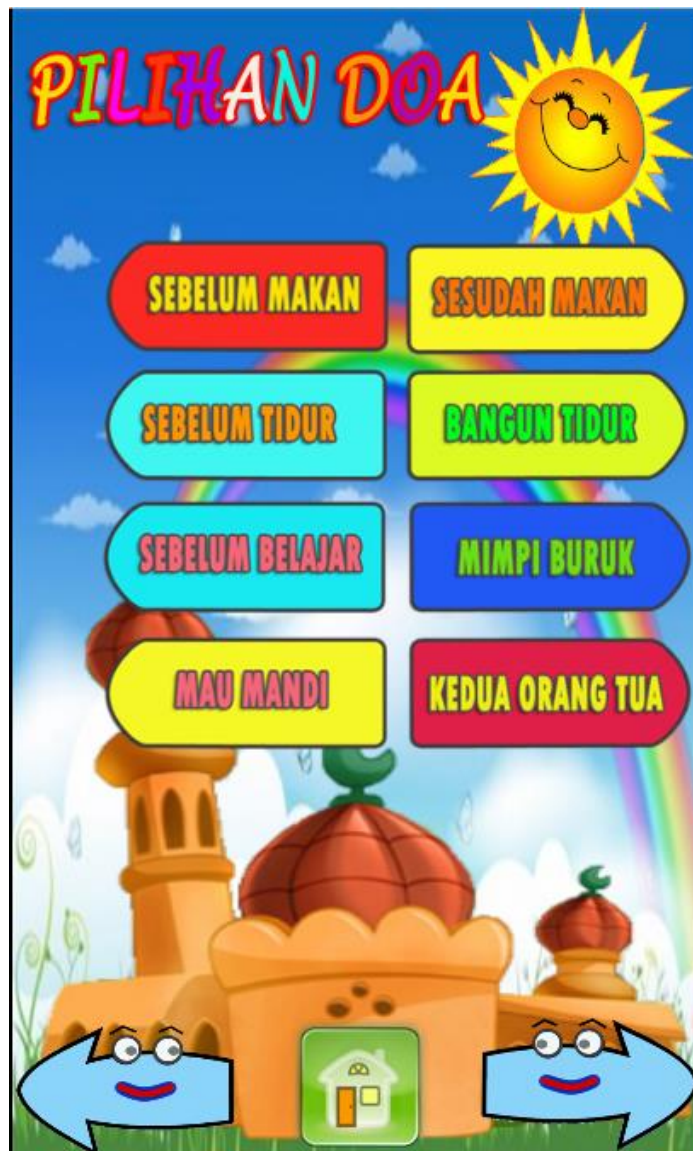 PILIHAN DOA
SEBELUM MAKAN
SESUDAH MAKAN
SEBELUM TIDUR
BANGUN TIDUR
SEBELUM BELAJAR
MIMPI BURUK
MAU MANDI
KEDUA ORANG TUA